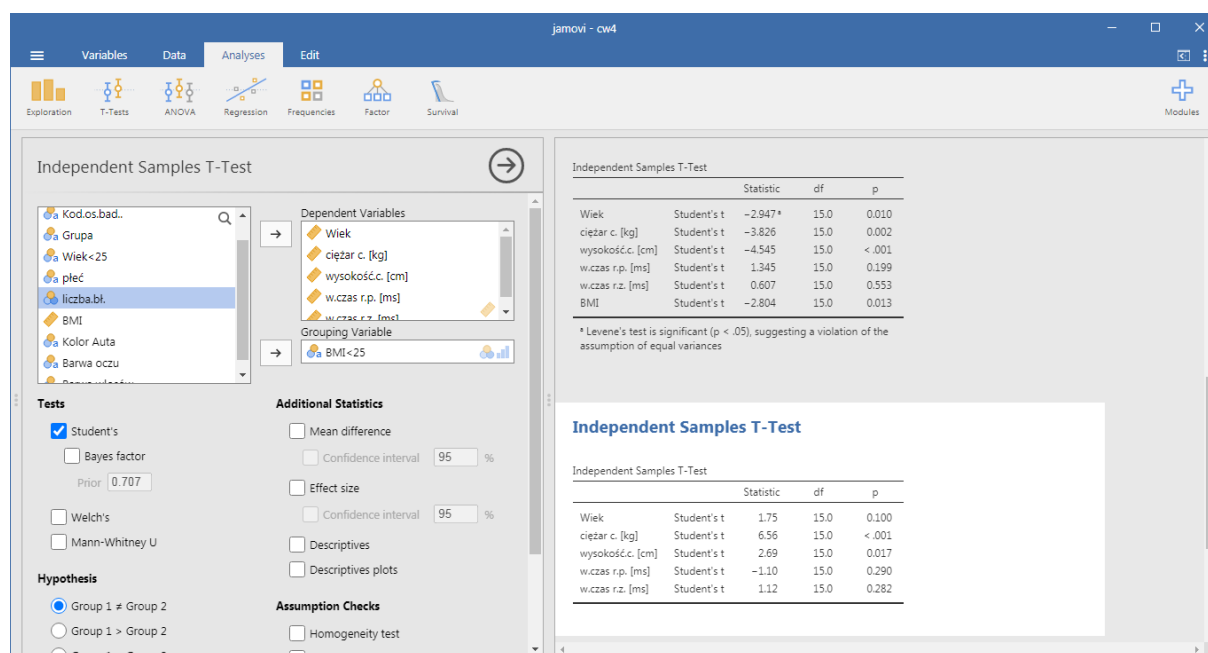 jamovi - cw4
Variables Data Analyses Edit
Exploration T-Tests ANOVA Regression Frequencies Factor Survival Modules
Independent Samples T-Test
Kod.os.bad..
Grupa
Wiek<25
płeć
liczba.bł.
BMI
Kolor Auta
Barwa oczu
Dependent Variables
Wiek
ciężar c. [kg]
wysokość.c. [cm]
w.czas r.p. [ms]
w.czas r.z. [ms]
Grouping Variable
BMI<25
Tests
Student's
Bayes factor
Prior 0.707
Welch's
Mann-Whitney U
Hypothesis
Group 1 ≠ Group 2
Group 1 > Group 2
Additional Statistics
Mean difference
Confidence interval 95 %
Effect size
Confidence interval 95 %
Descriptives
Descriptives plots
Assumption Checks
Homogeneity test
Independent Samples T-Test
Statistic df p
Wiek Student's t −2.947 ª 15.0 0.010
ciężar c. [kg] Student's t −3.826 15.0 0.002
wysokość.c. [cm] Student's t −4.545 15.0 < .001
w.czas r.p. [ms] Student's t 1.345 15.0 0.199
w.czas r.z. [ms] Student's t 0.607 15.0 0.553
BMI Student's t −2.804 15.0 0.013
ª Levene's test is significant (p < .05), suggesting a violation of the
assumption of equal variances
Independent Samples T-Test
Independent Samples T-Test
Statistic df p
Wiek Student's t 1.75 15.0 0.100
ciężar c. [kg] Student's t 6.56 15.0 < .001
wysokość.c. [cm] Student's t 2.69 15.0 0.017
w.czas r.p. [ms] Student's t −1.10 15.0 0.290
w.czas r.z. [ms] Student's t 1.12 15.0 0.282